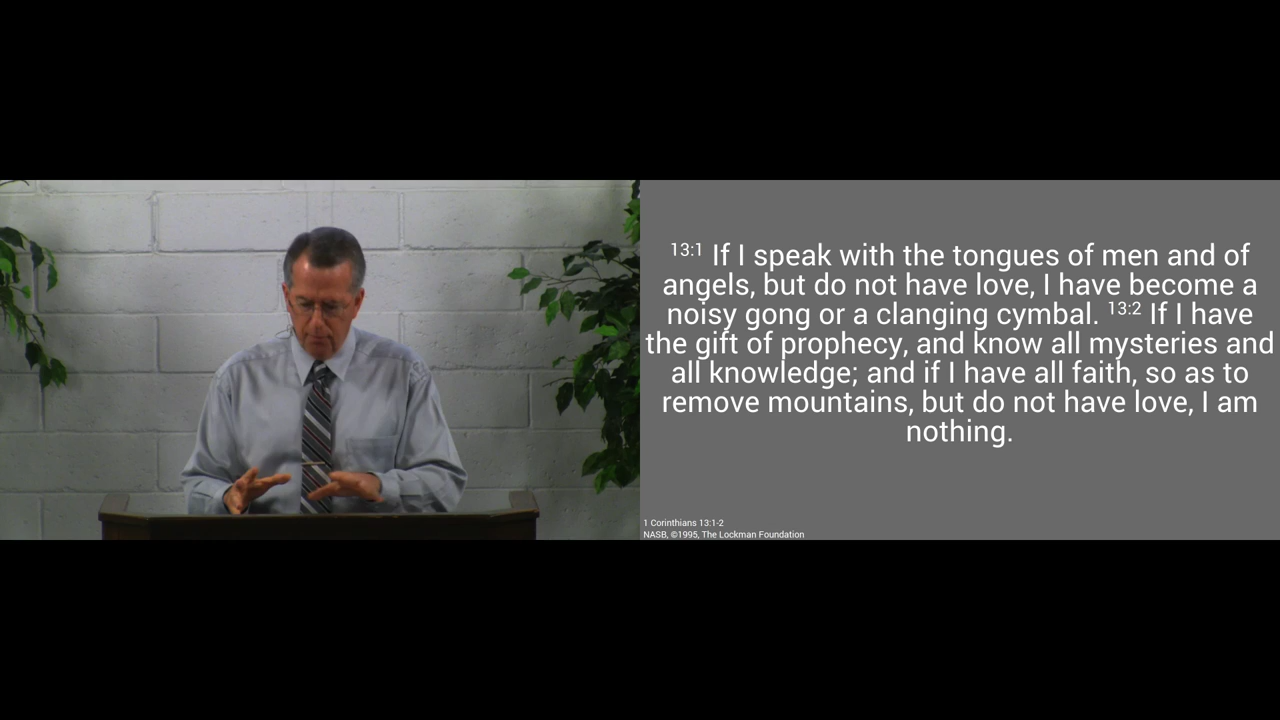 13:1 If I speak with the tongues of men and of
angels, but do not have love, I have become a
noisy gong or a clanging cymbal. 13:2 If I have
the gift of prophecy, and know all mysteries and
all knowledge; and if I have all faith, so as to
remove mountains, but do not have love, I am
nothing.
1 Corinthians 13:1-2
NASB, ©1995, The Lockman Foundation